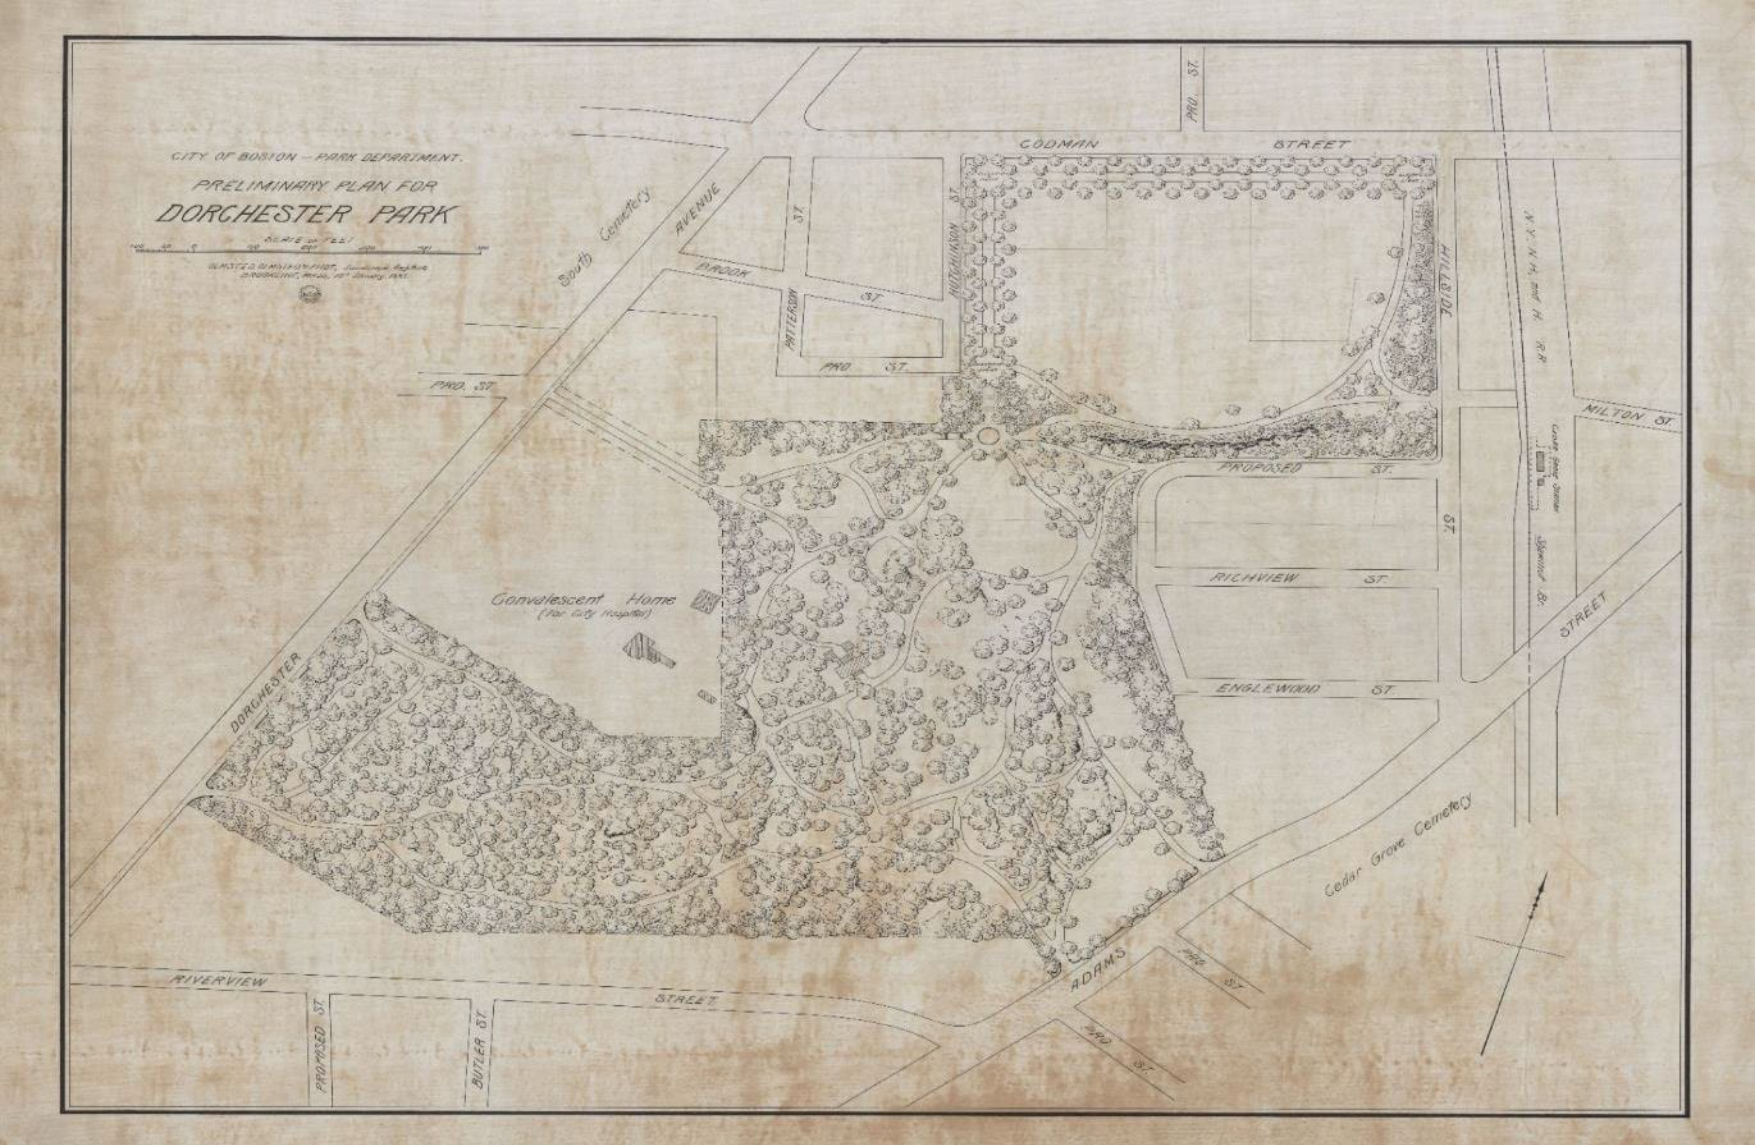 CITY OF BOSTON — PARK DEPARTMENT.
PRELIMINARY PLAN FOR
DORCHESTER PARK
SCALE OF FEET
PRO. ST.
CODMAN STREET
South Cemetery
AVENUE
ST.
HUTCHINSON ST.
BROOK ST.
PATTERSON
PRO. ST.
PRO. ST.
HILLSIDE
N.Y. N.H. and H. R.R.
MILTON ST.
PROPOSED ST.
ST.
RICHVIEW ST.
Convalescent Home
(For City Hospital)
STREET
ENGLEWOOD ST.
DORCHESTER
Cedar Grove Cemetery
ADAMS
PRO. ST.
RIVERVIEW STREET
PROPOSED ST.
BUTLER ST.
PRO. ST.